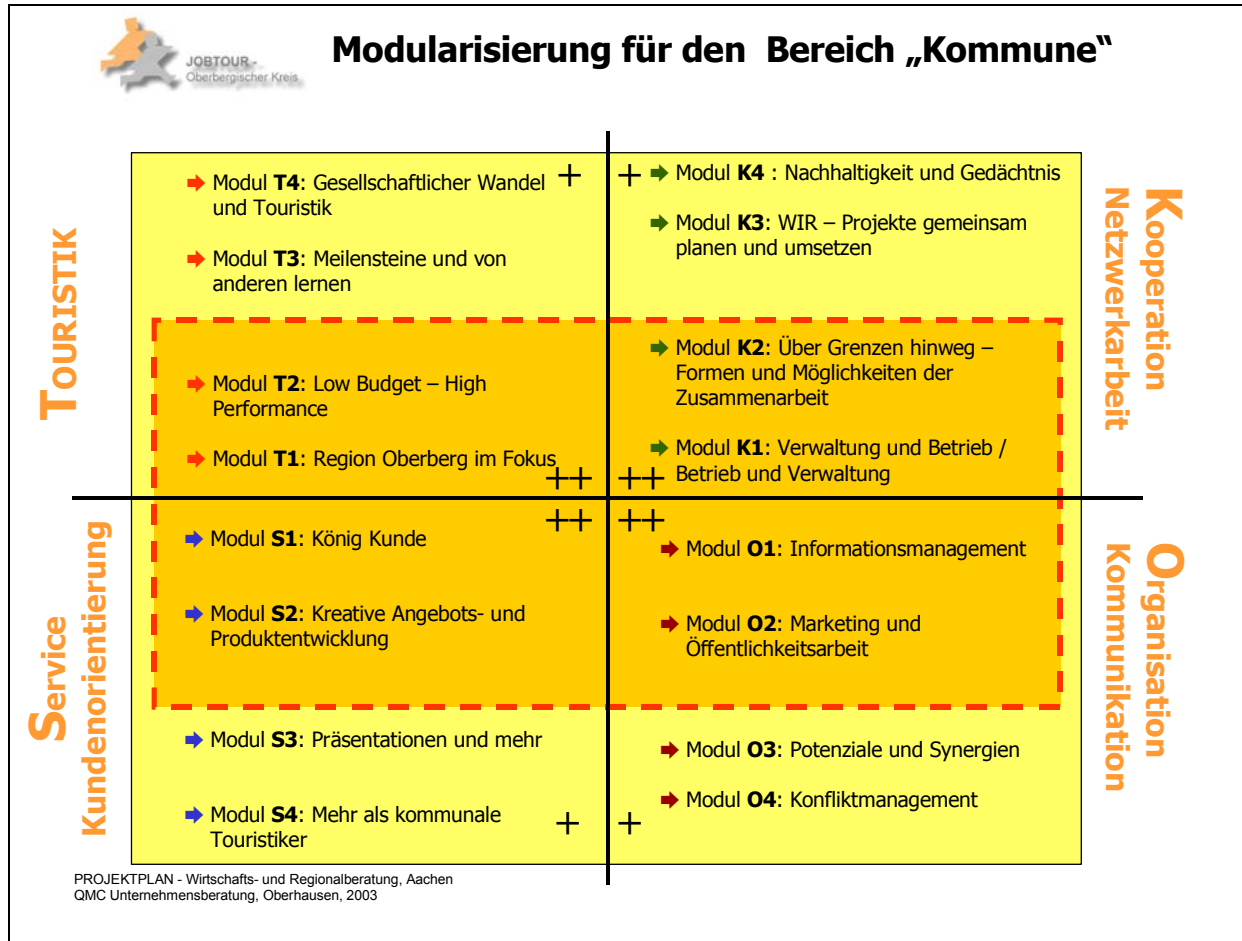 JOBTOUR -
Oberbergischer Kreis
Modularisierung für den Bereich „Kommune“
TOURISTIK
Modul T4: Gesellschaftlicher Wandel
und Touristik
+
Modul T3: Meilensteine und von
anderen lernen
Modul T2: Low Budget – High
Performance
Modul T1: Region Oberberg im Fokus
++
+
Modul K4 : Nachhaltigkeit und Gedächtnis
Modul K3: WIR – Projekte gemeinsam
planen und umsetzen
Modul K2: Über Grenzen hinweg –
Formen und Möglichkeiten der
Zusammenarbeit
Modul K1: Verwaltung und Betrieb /
Betrieb und Verwaltung
++
Kooperation
Netzwerkarbeit
Service
Kundenorientierung
++
Modul S1: König Kunde
Modul S2: Kreative Angebots- und
Produktentwicklung
Modul S3: Präsentationen und mehr
Modul S4: Mehr als kommunale
Touristiker
+
++
Modul O1: Informationsmanagement
Modul O2: Marketing und
Öffentlichkeitsarbeit
Modul O3: Potenziale und Synergien
Modul O4: Konfliktmanagement
+
Organisation
Kommunikation
PROJEKTPLAN - Wirtschafts- und Regionalberatung, Aachen
QMC Unternehmensberatung, Oberhausen, 2003